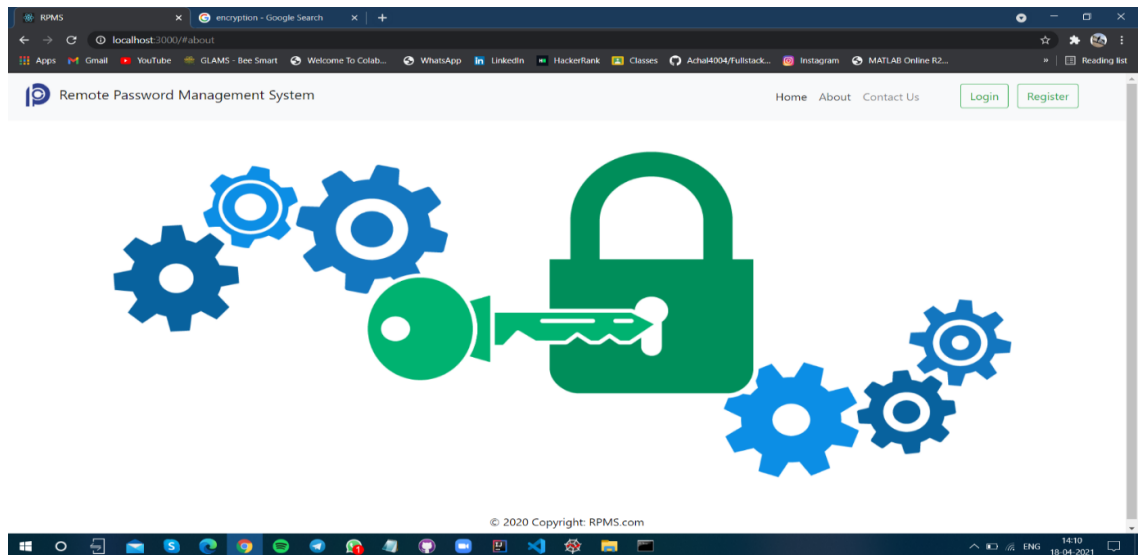 RPMS
encryption - Google Search
localhost:3000/#about
Apps Gmail YouTube GLAMS - Bee Smart Welcome To Colab... WhatsApp LinkedIn HackerRank Classes Achal4004/Fullstack... Instagram MATLAB Online R2... » Reading list
Remote Password Management System
Home About Contact Us Login Register
© 2020 Copyright: RPMS.com
ENG
14:10
18-04-2021